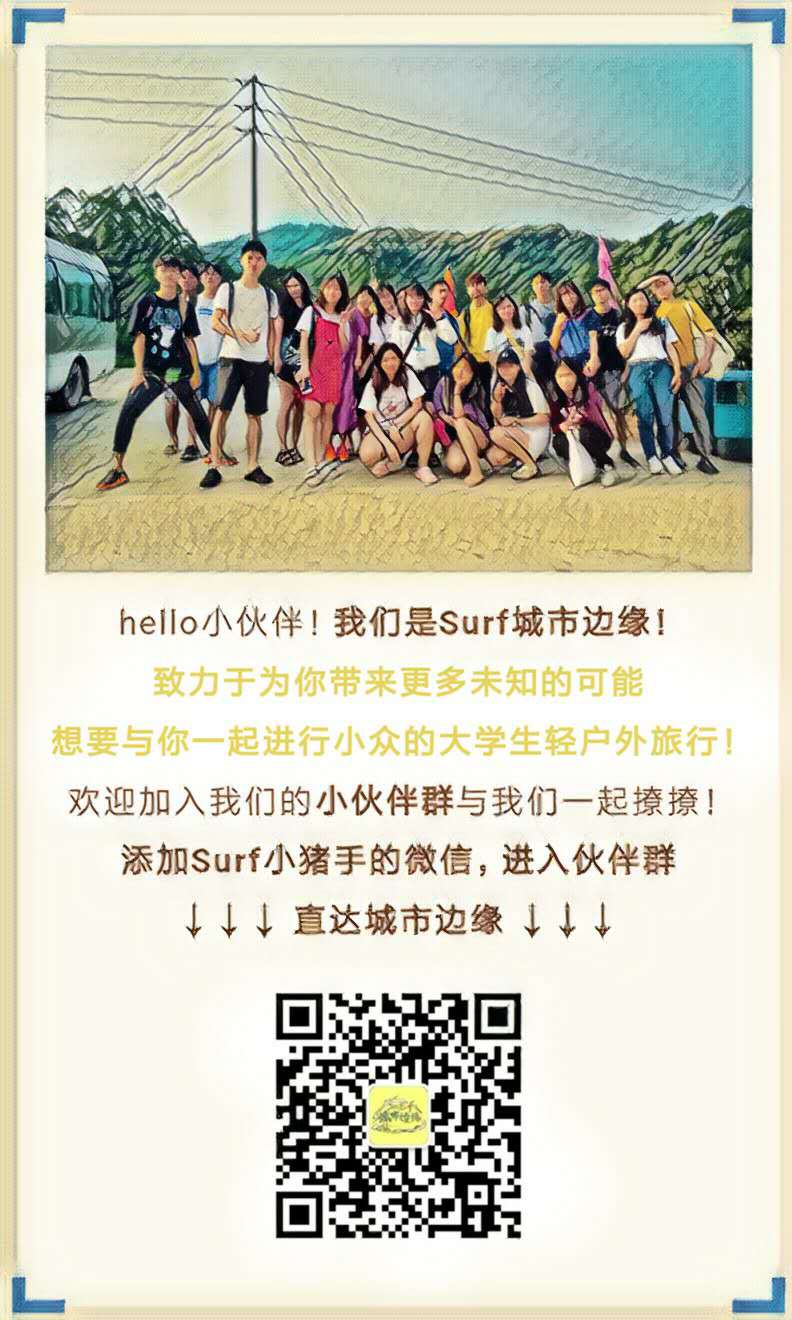 hello小伙伴！我们是Surf城市边缘！
致力于为你带来更多未知的可能
想要与你一起进行小众的大学生轻户外旅行！
欢迎加入我们的小伙伴群与我们一起撩撩！
添加Surf小猪手的微信，进入伙伴群
↓↓↓ 直达城市边缘 ↓↓↓
城市边缘